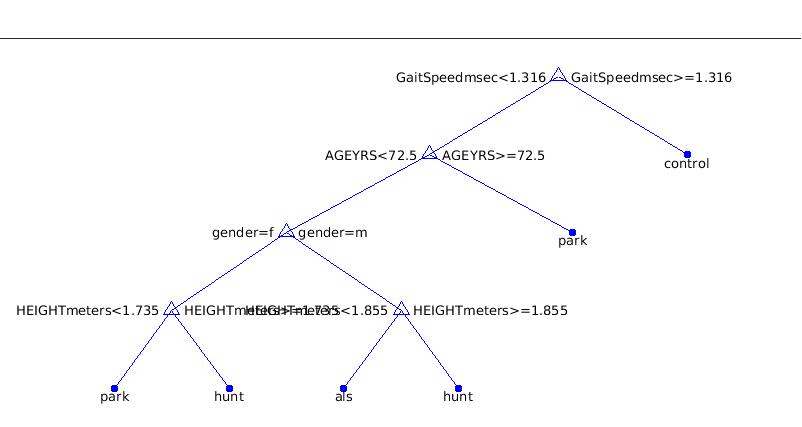 GaitSpeedmsec<1.316 GaitSpeedmsec>=1.316
AGEYRS<72.5 AGEYRS>=72.5
control
gender=f gender=m
park
HEIGHTmeters<1.735 HEIGHTmeters>=1.735 HEIGHTmeters<1.855 HEIGHTmeters>=1.855
park hunt als hunt